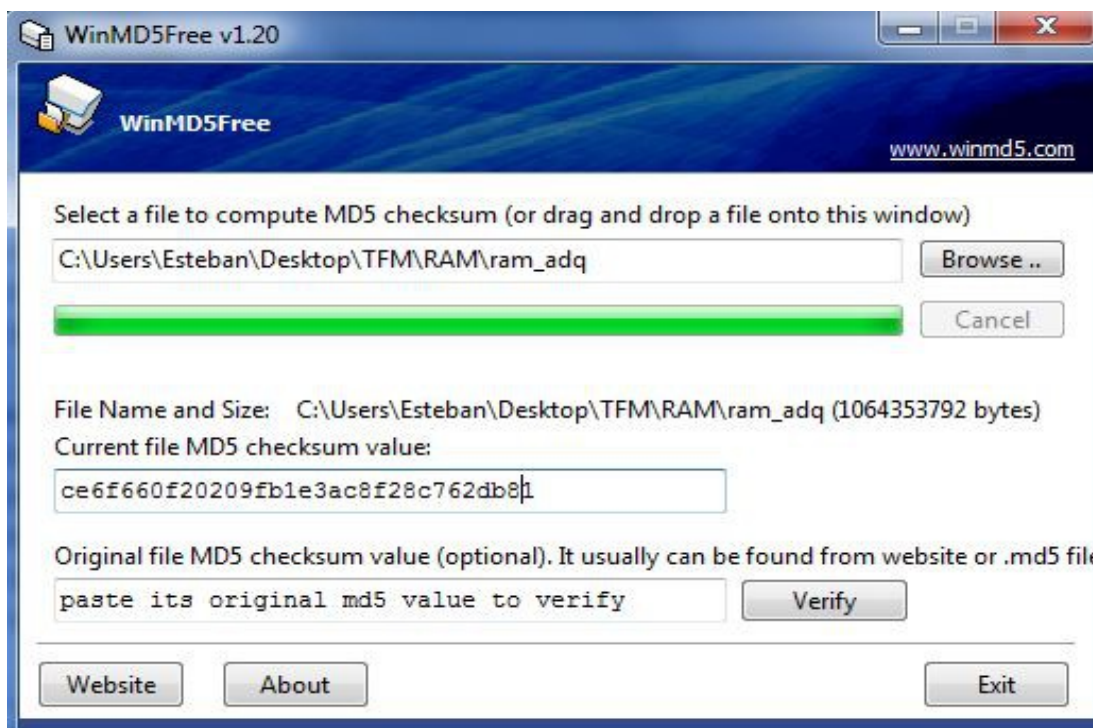 WinMD5Free v1.20
WinMD5Free
www.winmd5.com
Select a file to compute MD5 checksum (or drag and drop a file onto this window)
C:\Users\Esteban\Desktop\TFM\RAM\ram_adq
Browse ..
Cancel
File Name and Size: C:\Users\Esteban\Desktop\TFM\RAM\ram_adq (1064353792 bytes)
Current file MD5 checksum value:
ce6f660f20209fb1e3ac8f28c762db81
Original file MD5 checksum value (optional). It usually can be found from website or .md5 file
paste its original md5 value to verify
Verify
Website
About
Exit